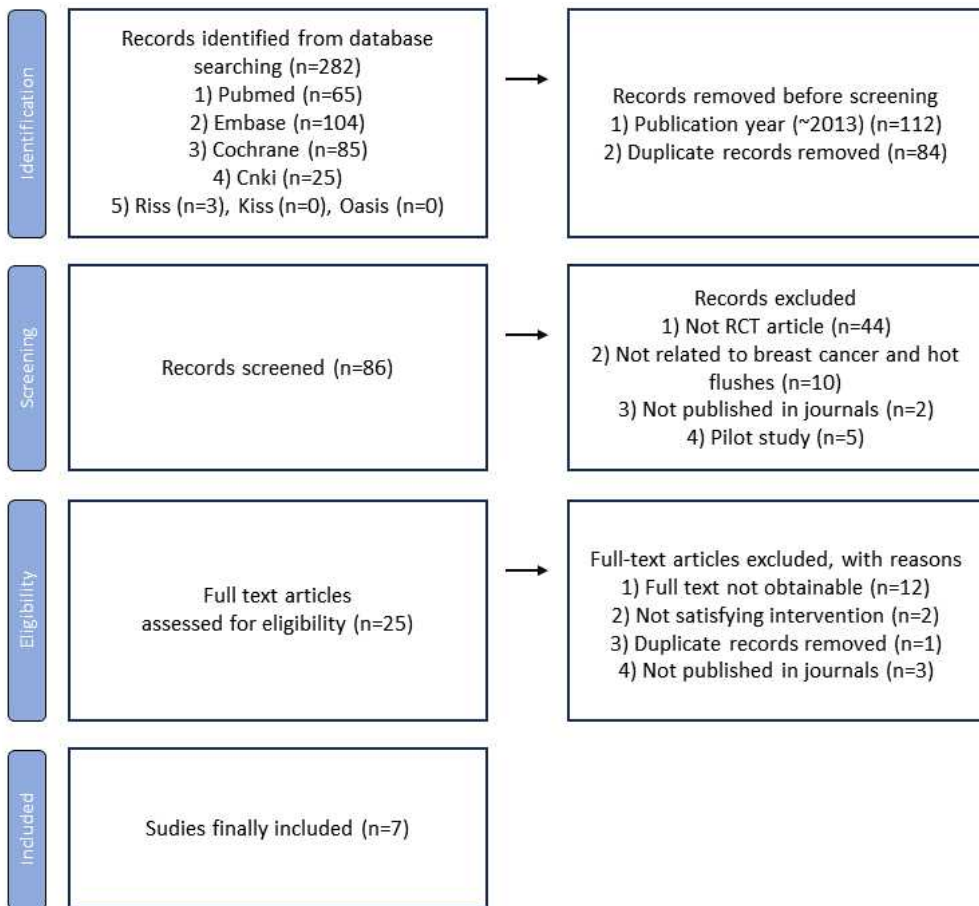 Identification
Records identified from database
searching (n=282)
1) Pubmed (n=65)
2) Embase (n=104)
3) Cochrane (n=85)
4) Cnki (n=25)
5) Riss (n=3), Kiss (n=0), Oasis (n=0)
Records removed before screening
1) Publication year (~2013) (n=112)
2) Duplicate records removed (n=84)
Screening
Records screened (n=86)
Records excluded
1) Not RCT article (n=44)
2) Not related to breast cancer and hot
flushes (n=10)
3) Not published in journals (n=2)
4) Pilot study (n=5)
Eligibility
Full text articles
assessed for eligibility (n=25)
Full-text articles excluded, with reasons
1) Full text not obtainable (n=12)
2) Not satisfying intervention (n=2)
3) Duplicate records removed (n=1)
4) Not published in journals (n=3)
Included
Sudies finally included (n=7)